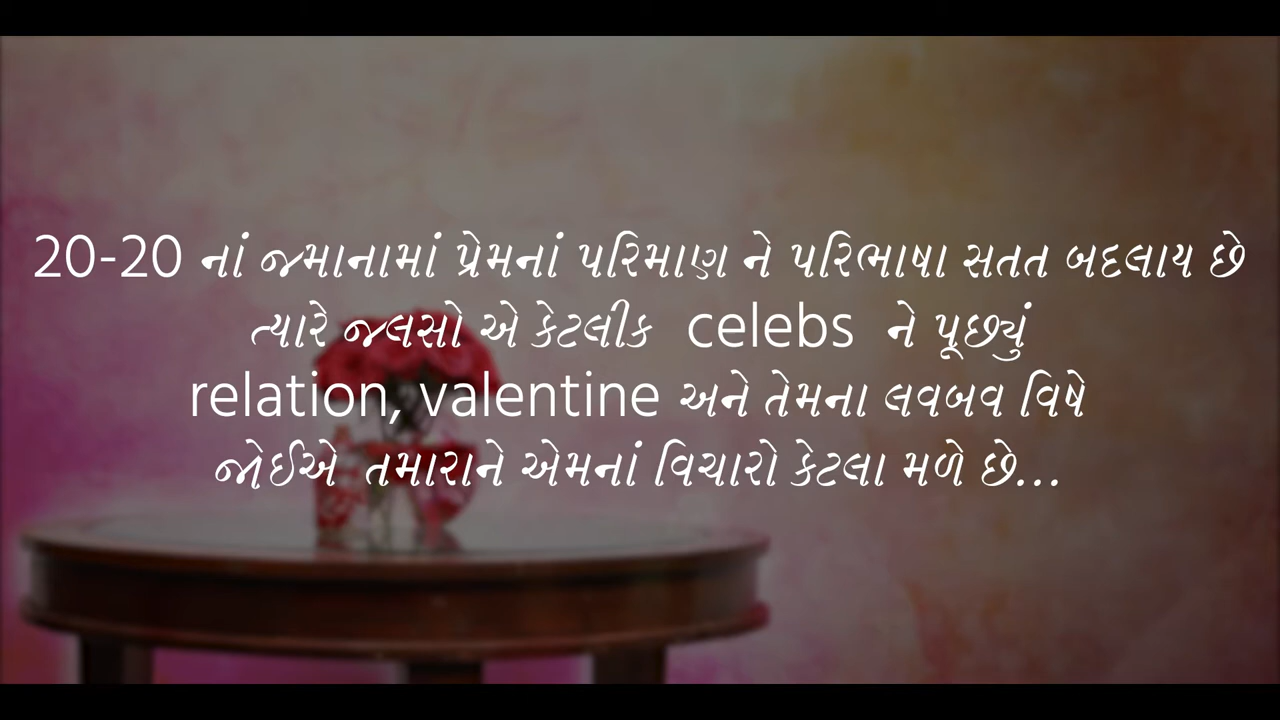 20-20 નાં જમાનામાં પ્રેમનાં પરિમાણ ને પરિભાષા સતત બદલાય છે
ત્યારે જલસો એ કેટલીક celebs ને પૂછ્યું
relation, valentine અને તેમના લવબવ વિષે
જોઈએ તમારાને એમનાં વિચારો કેટલા મળે છે...